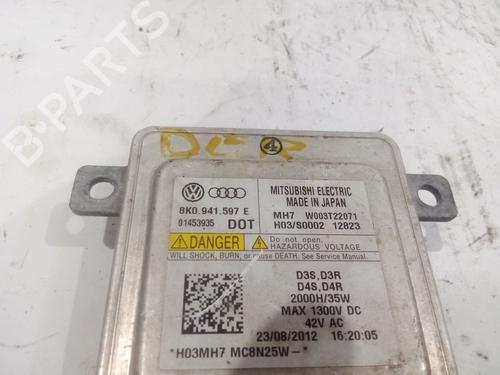 DCR
4
MITSUBISHI ELECTRIC
MADE IN JAPAN
8K0.941.597 E
MH7 W003T22071
01453935 DOT
H03/S0002 12823
DANGER
Do not open.
HAZARDOUS VOLTAGE
WILL SHOCK, BURN, or cause DEATH. See Service Manual.
D3S,D3R
D4S,D4R
2000H/35W
MAX 1300V DC
42V AC
23/08/2012 16:20:05
*H03MH7 MC8N25W-*
B-PARTS